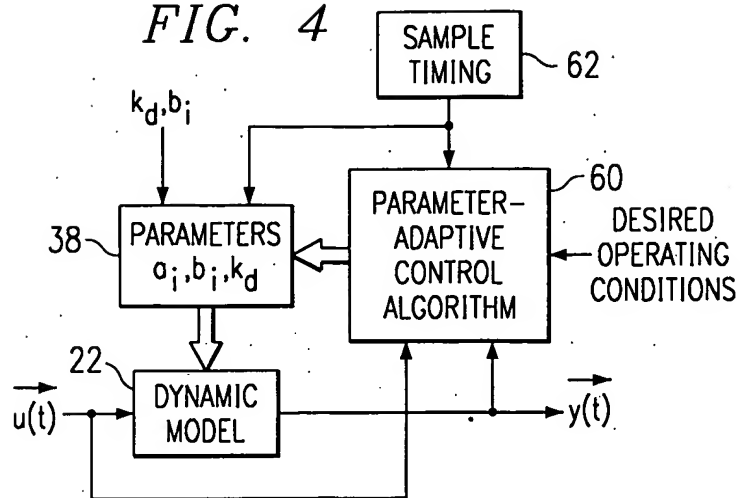 FIG. 4
SAMPLE
TIMING
62
k_d, b_i
60
PARAMETER-
ADAPTIVE
CONTROL
ALGORITHM
DESIRED
OPERATING
CONDITIONS
38
PARAMETERS
a_i, b_i, k_d
22
DYNAMIC
MODEL
u(t)
y(t)